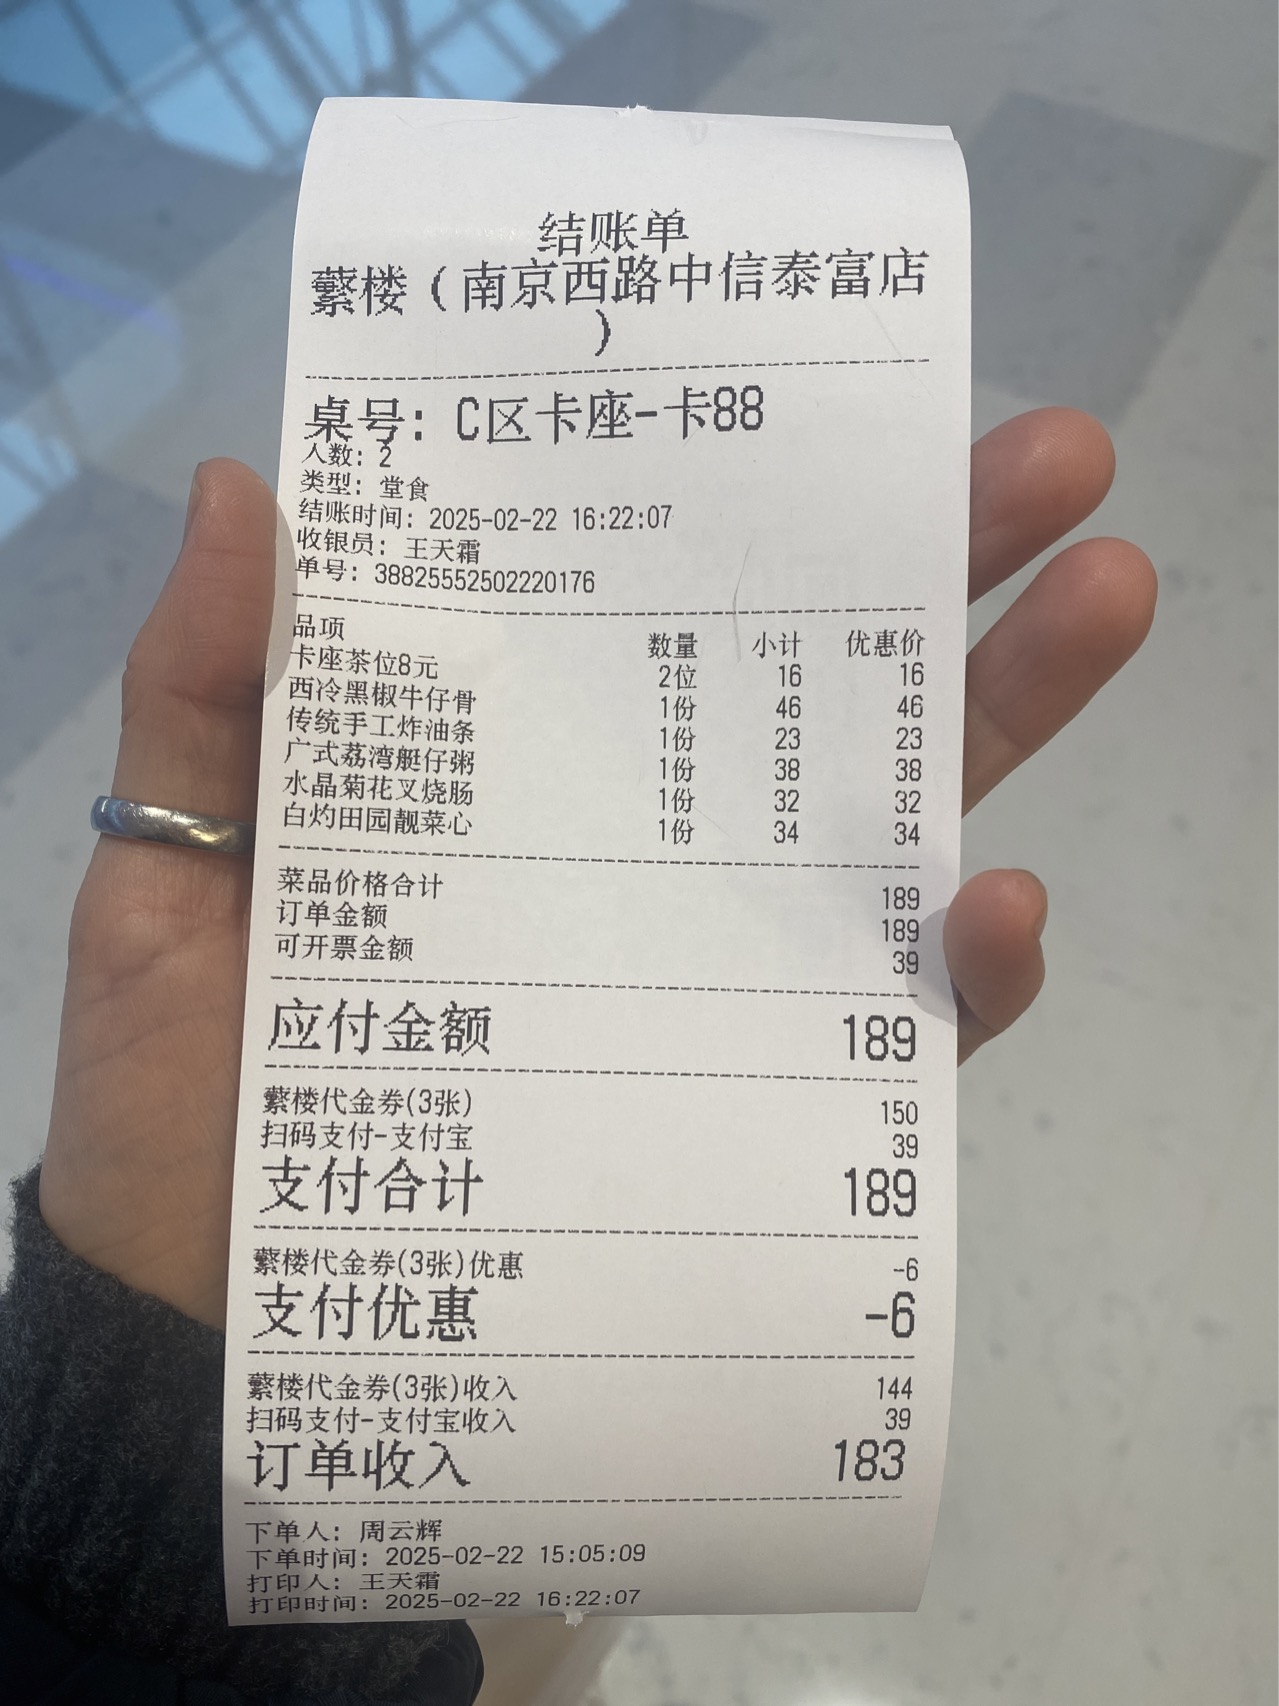 结账单
蘩楼（南京西路中信泰富店
）
桌号: C区卡座-卡88
人数: 2
类型: 堂食
结账时间: 2025-02-22 16:22:07
收银员: 王天霜
单号: 38825552502220176
品项 数量 小计 优惠价
卡座茶位8元 2位 16 16
西冷黑椒牛仔骨 1份 46 46
传统手工炸油条 1份 23 23
广式荔湾艇仔粥 1份 38 38
水晶菊花叉烧肠 1份 32 32
白灼田园靓菜心 1份 34 34
菜品价格合计 189
订单金额 189
可开票金额 39
应付金额 189
蘩楼代金券(3张) 150
扫码支付-支付宝 39
支付合计 189
蘩楼代金券(3张)优惠 -6
支付优惠 -6
蘩楼代金券(3张)收入 144
扫码支付-支付宝收入 39
订单收入 183
下单人: 周云辉
下单时间: 2025-02-22 15:05:09
打印人: 王天霜
打印时间: 2025-02-22 16:22:07